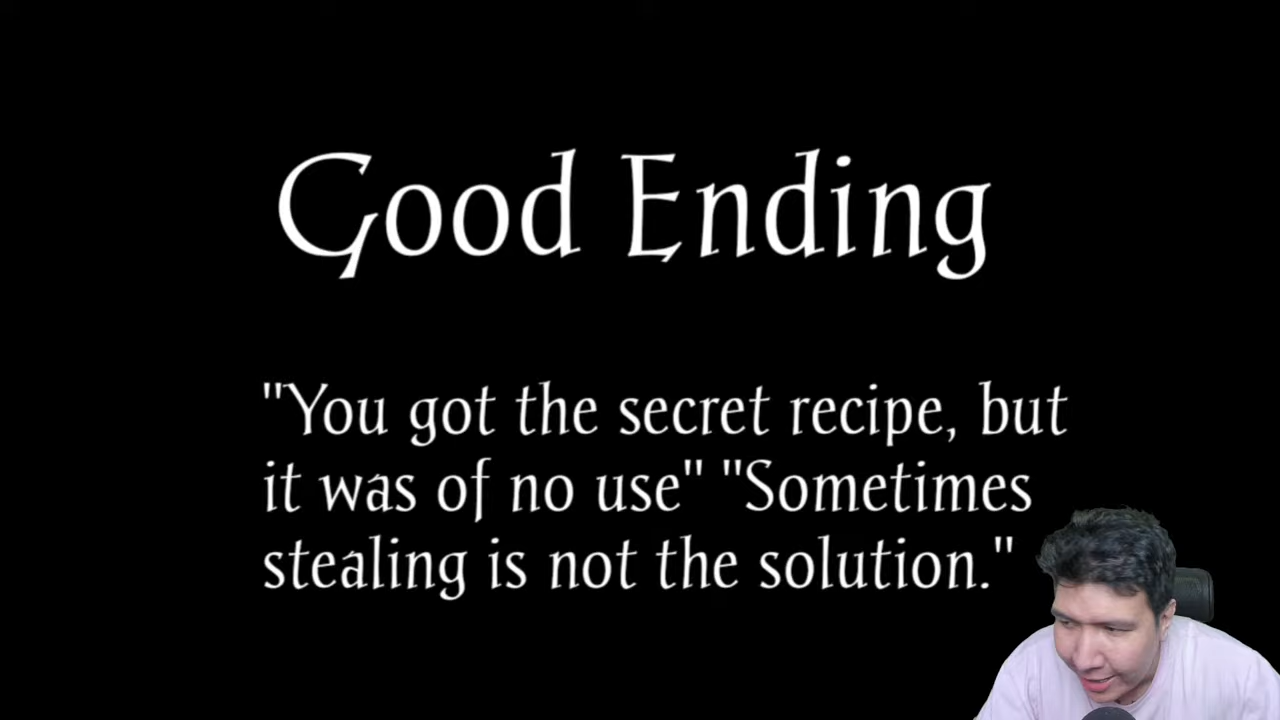 Good Ending
"You got the secret recipe, but
it was of no use" "Sometimes
stealing is not the solution."